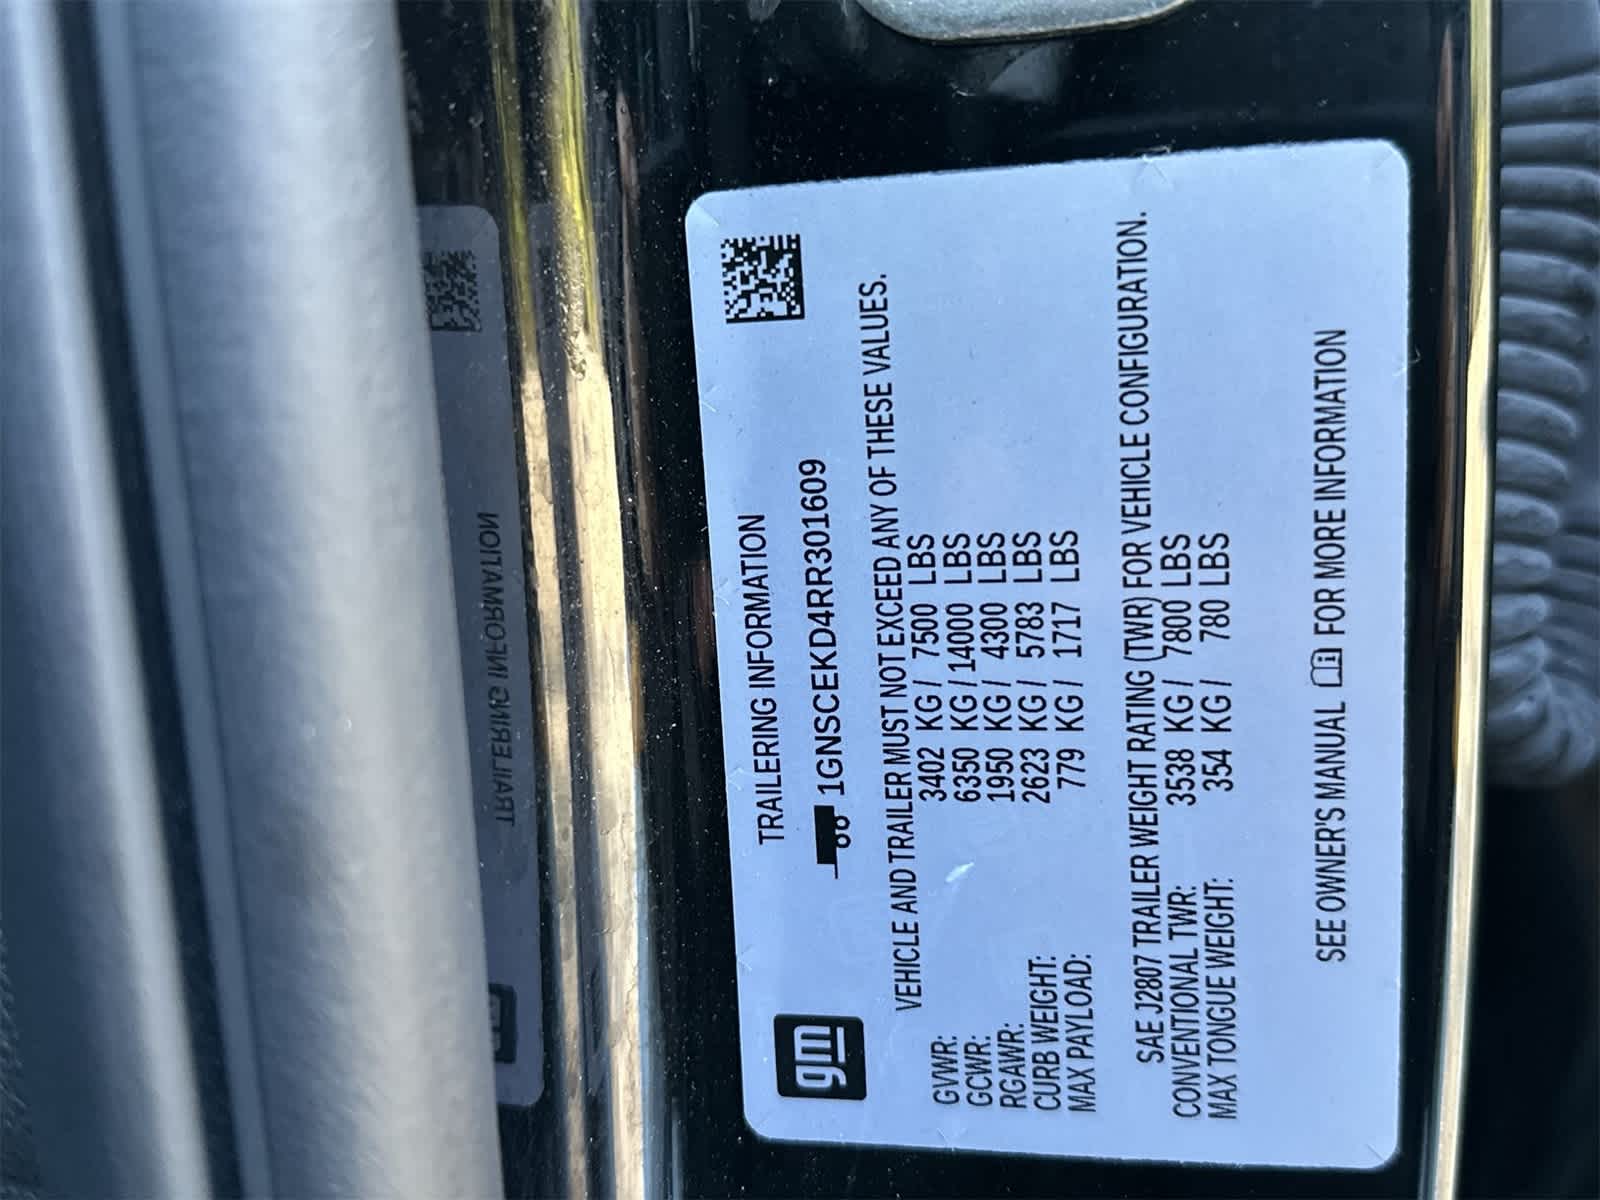 gm
TRAILERING INFORMATION
1GNSCEKD4RR301609
VEHICLE AND TRAILER MUST NOT EXCEED ANY OF THESE VALUES.
GVWR: 3402 KG / 7500 LBS
GCWR: 6350 KG / 14000 LBS
RGAWR: 1950 KG / 4300 LBS
CURB WEIGHT: 2623 KG / 5783 LBS
MAX PAYLOAD: 779 KG / 1717 LBS
SAE J2807 TRAILER WEIGHT RATING (TWR) FOR VEHICLE CONFIGURATION.
CONVENTIONAL TWR: 3538 KG / 7800 LBS
MAX TONGUE WEIGHT: 354 KG / 780 LBS
SEE OWNER'S MANUAL FOR MORE INFORMATION
TRAILERING INFORMATION